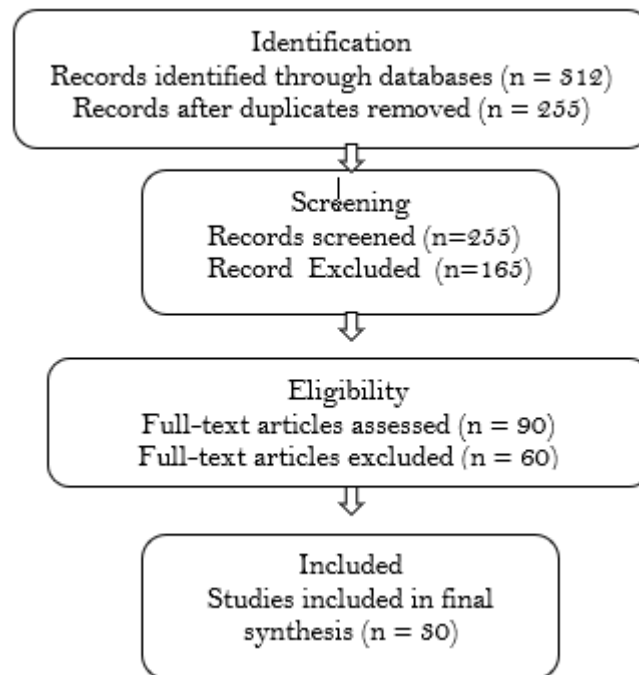 Identification
Records identified through databases (n = 312)
Records after duplicates removed (n = 255)
Screening
Records screened (n=255)
Record Excluded (n=165)
Eligibility
Full-text articles assessed (n = 90)
Full-text articles excluded (n = 60)
Included
Studies included in final
synthesis (n = 30)